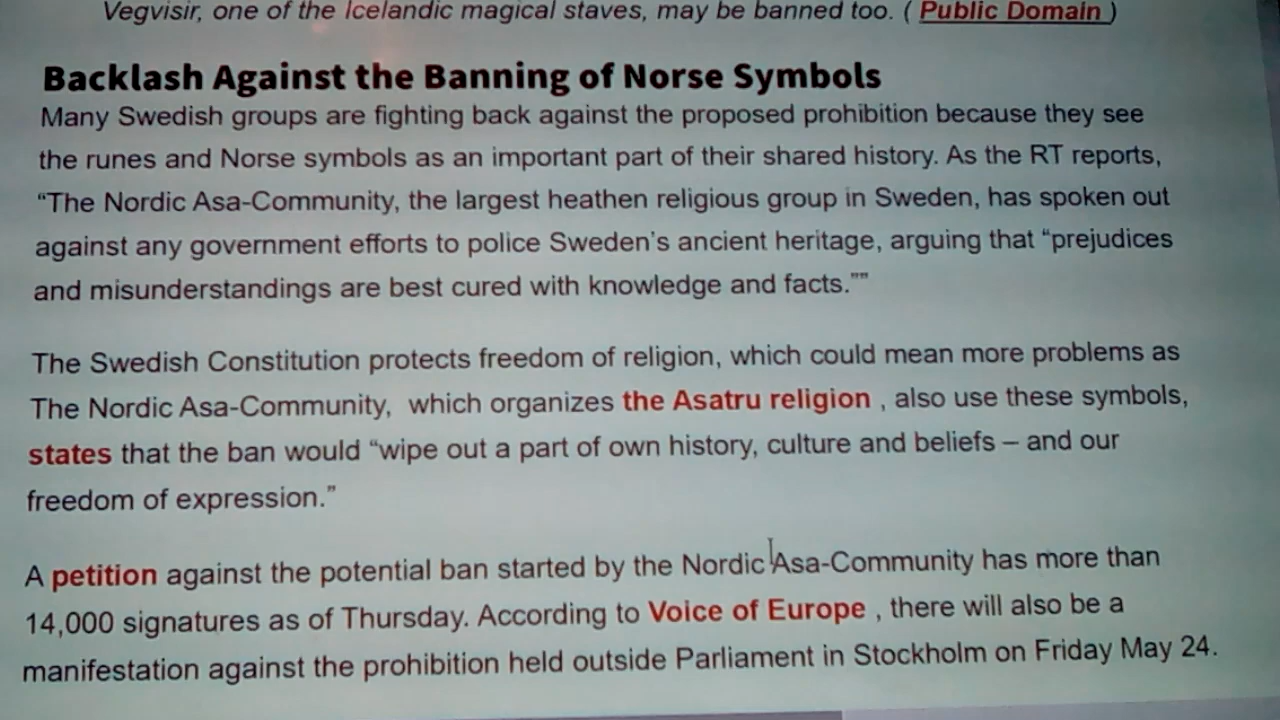 Vegvisir, one of the Icelandic magical staves, may be banned too. ( Public Domain )
Backlash Against the Banning of Norse Symbols
Many Swedish groups are fighting back against the proposed prohibition because they see
the runes and Norse symbols as an important part of their shared history. As the RT reports,
“The Nordic Asa-Community, the largest heathen religious group in Sweden, has spoken out
against any government efforts to police Sweden’s ancient heritage, arguing that “prejudices
and misunderstandings are best cured with knowledge and facts.””
The Swedish Constitution protects freedom of religion, which could mean more problems as
The Nordic Asa-Community, which organizes the Asatru religion , also use these symbols,
states that the ban would “wipe out a part of own history, culture and beliefs – and our
freedom of expression.”
A petition against the potential ban started by the Nordic Asa-Community has more than
14,000 signatures as of Thursday. According to Voice of Europe , there will also be a
manifestation against the prohibition held outside Parliament in Stockholm on Friday May 24.